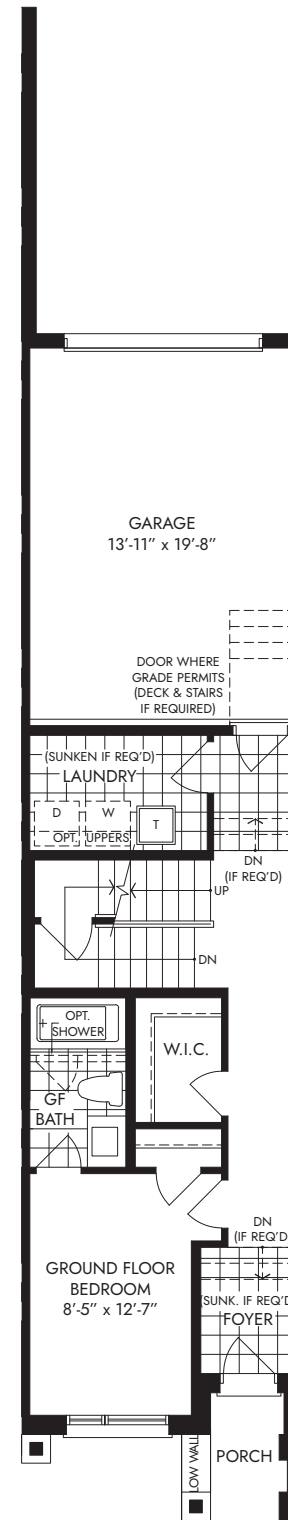 GARAGE
13'-11" x 19'-8"
DOOR WHERE
GRADE PERMITS
(DECK & STAIRS
IF REQUIRED)
(SUNKEN IF REQ'D)
LAUNDRY
D
W
T
OPT. UPPERS
DN
(IF REQ'D)
UP
DN
OPT.
SHOWER
W.I.C.
GF
BATH
DN
(IF REQ'D
GROUND FLOOR
BEDROOM
8'-5" x 12'-7"
(SUNK. IF REQ'D
FOYER
LOW WALL
PORCH